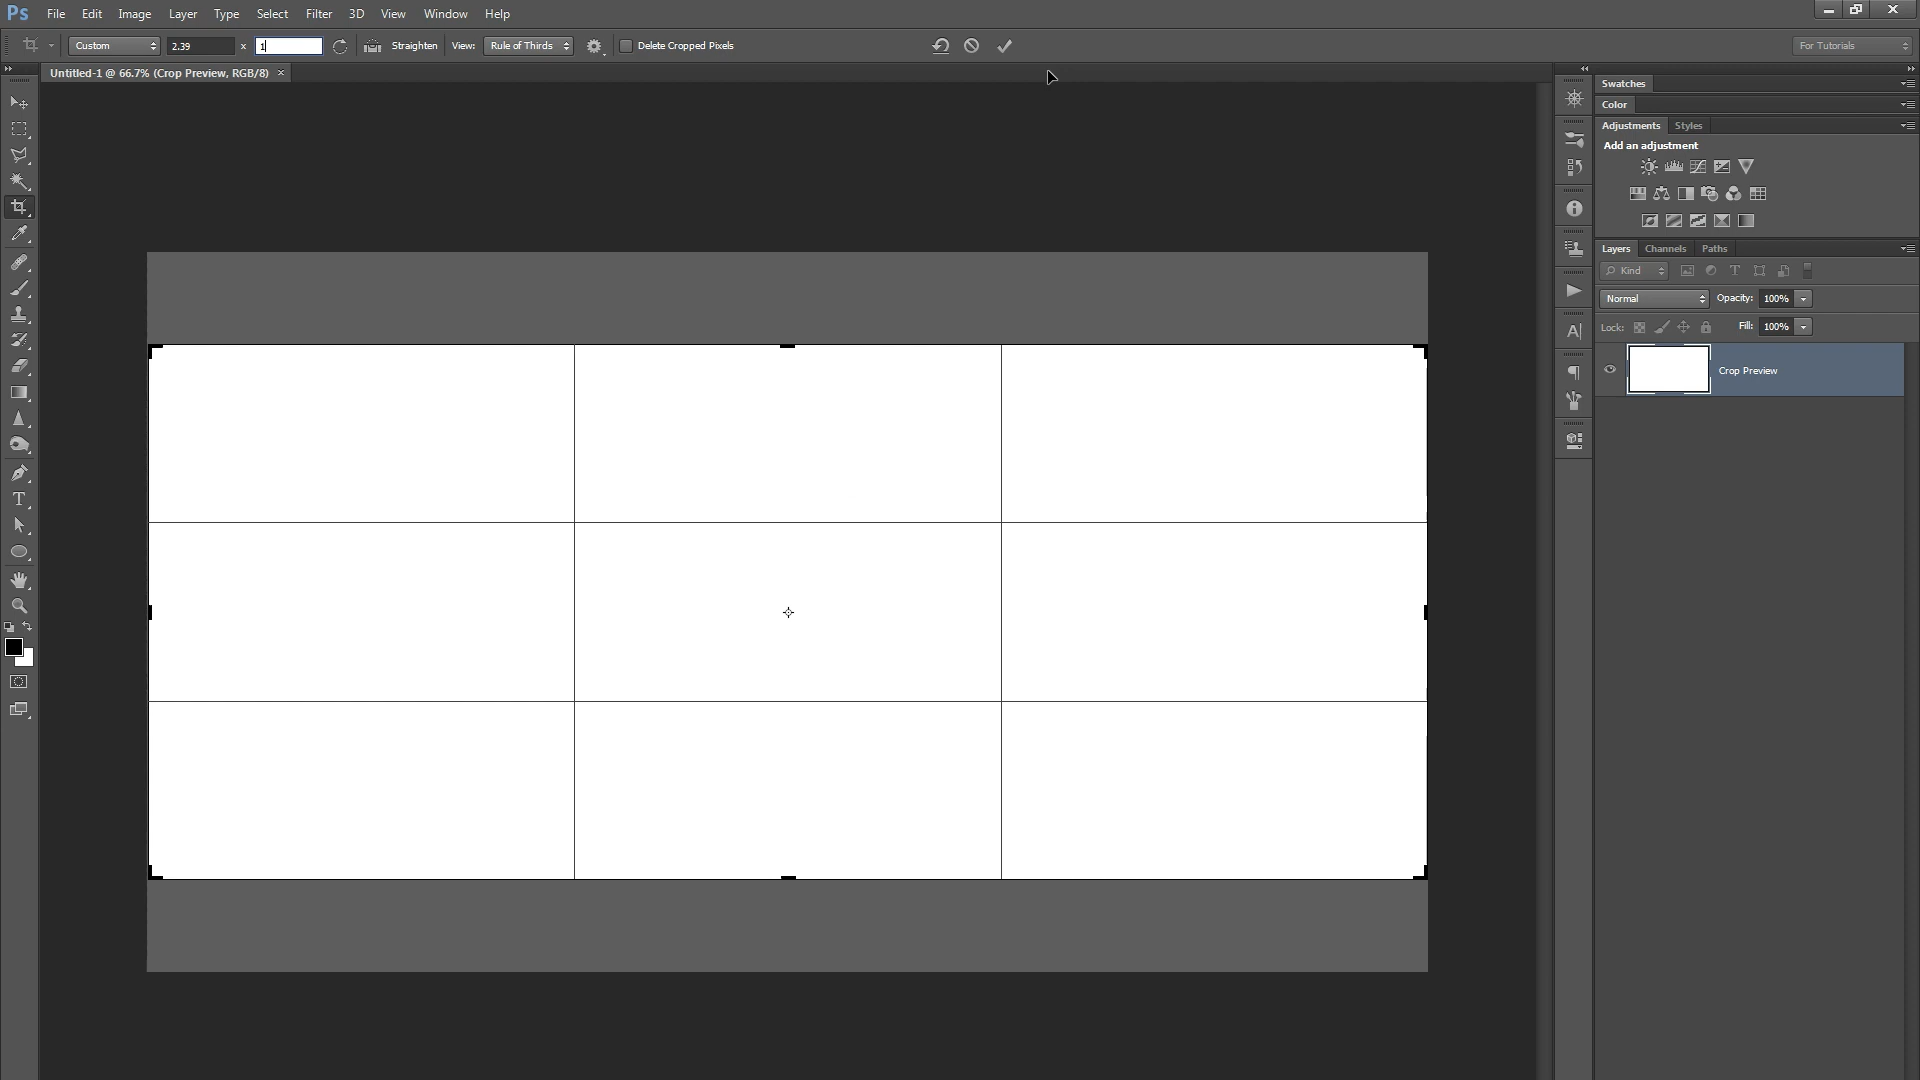 Ps File Edit Image Layer Type Select Filter 3D View Window Help
Custom 2.39 x 1 Straighten View: Rule of Thirds Delete Cropped Pixels For Tutorials
Untitled-1 @ 66.7% (Crop Preview, RGB/8) ×
Swatches
Color
Adjustments Styles
Add an adjustment
Layers Channels Paths
Kind
Normal Opacity: 100%
Lock: Fill: 100%
Crop Preview